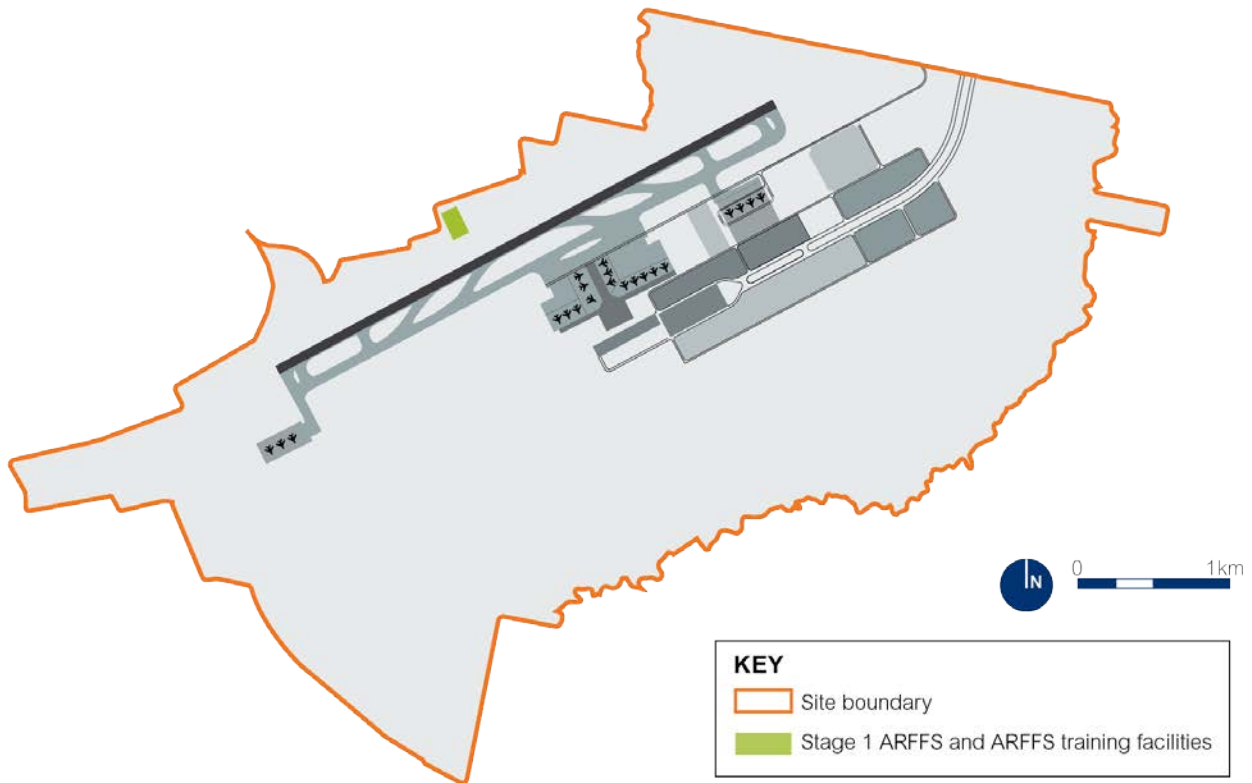 N
0 1km
KEY
Site boundary
Stage 1 ARFFS and ARFFS training facilities